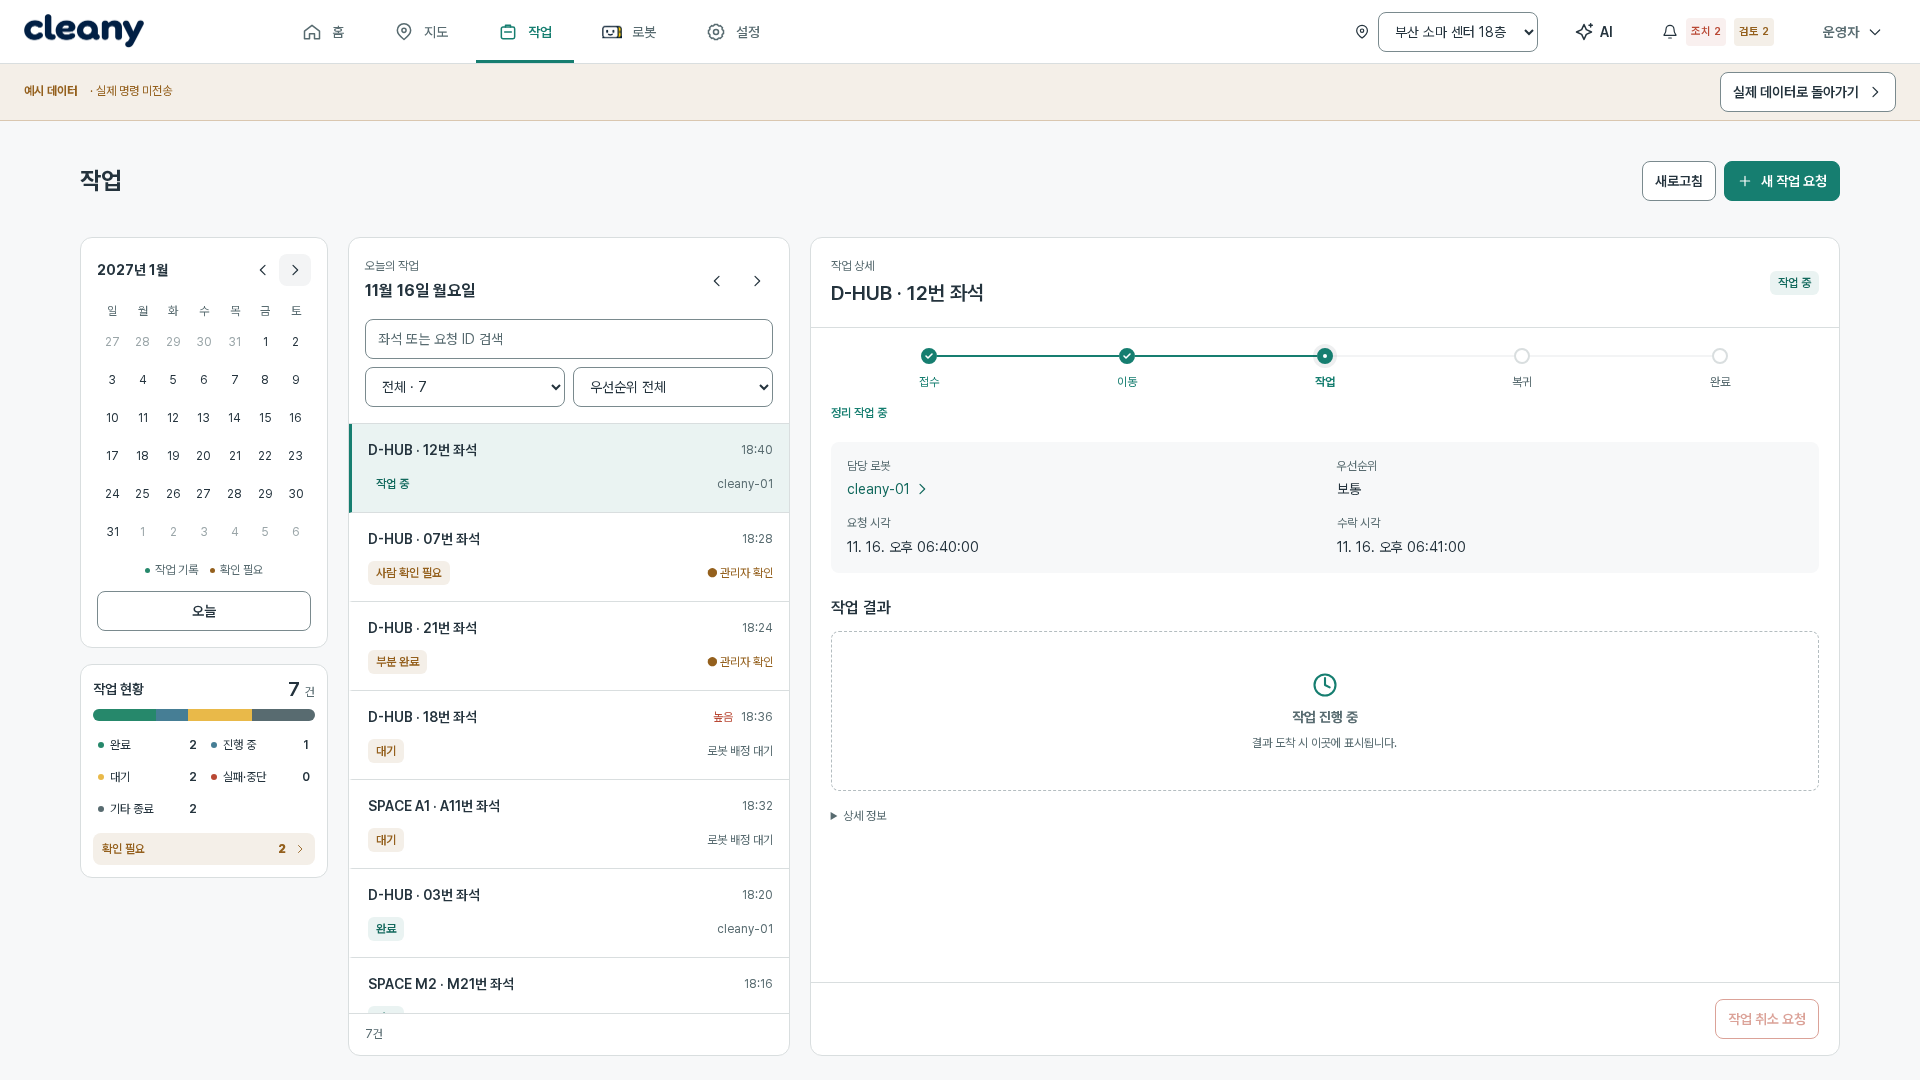 cleany
홈
지도
작업
로봇
설정
부산 소마 센터 18층
AI
조치 2
검토 2
운영자
예시 데이터 · 실제 명령 미전송
실제 데이터로 돌아가기
작업
새로고침
새 작업 요청
2027년 1월
일 월 화 수 목 금 토
27 28 29 30 31 1 2
3 4 5 6 7 8 9
10 11 12 13 14 15 16
17 18 19 20 21 22 23
24 25 26 27 28 29 30
31 1 2 3 4 5 6
작업 기록 확인 필요
오늘
작업 현황 7 건
완료 2 진행 중 1
대기 2 실패·중단 0
기타 종료 2
확인 필요 2
오늘의 작업
11월 16일 월요일
좌석 또는 요청 ID 검색
전체 · 7
우선순위 전체
D-HUB · 12번 좌석 18:40
작업 중 cleany-01
D-HUB · 07번 좌석 18:28
사람 확인 필요 관리자 확인
D-HUB · 21번 좌석 18:24
부분 완료 관리자 확인
D-HUB · 18번 좌석 높음 18:36
대기 로봇 배정 대기
SPACE A1 · A11번 좌석 18:32
대기 로봇 배정 대기
D-HUB · 03번 좌석 18:20
완료 cleany-01
SPACE M2 · M21번 좌석 18:16
7건
작업 상세
D-HUB · 12번 좌석
작업 중
접수 이동 작업 복귀 완료
정리 작업 중
담당 로봇 우선순위
cleany-01 보통
요청 시각 수락 시각
11. 16. 오후 06:40:00 11. 16. 오후 06:41:00
작업 결과
작업 진행 중
결과 도착 시 이곳에 표시됩니다.
상세 정보
작업 취소 요청